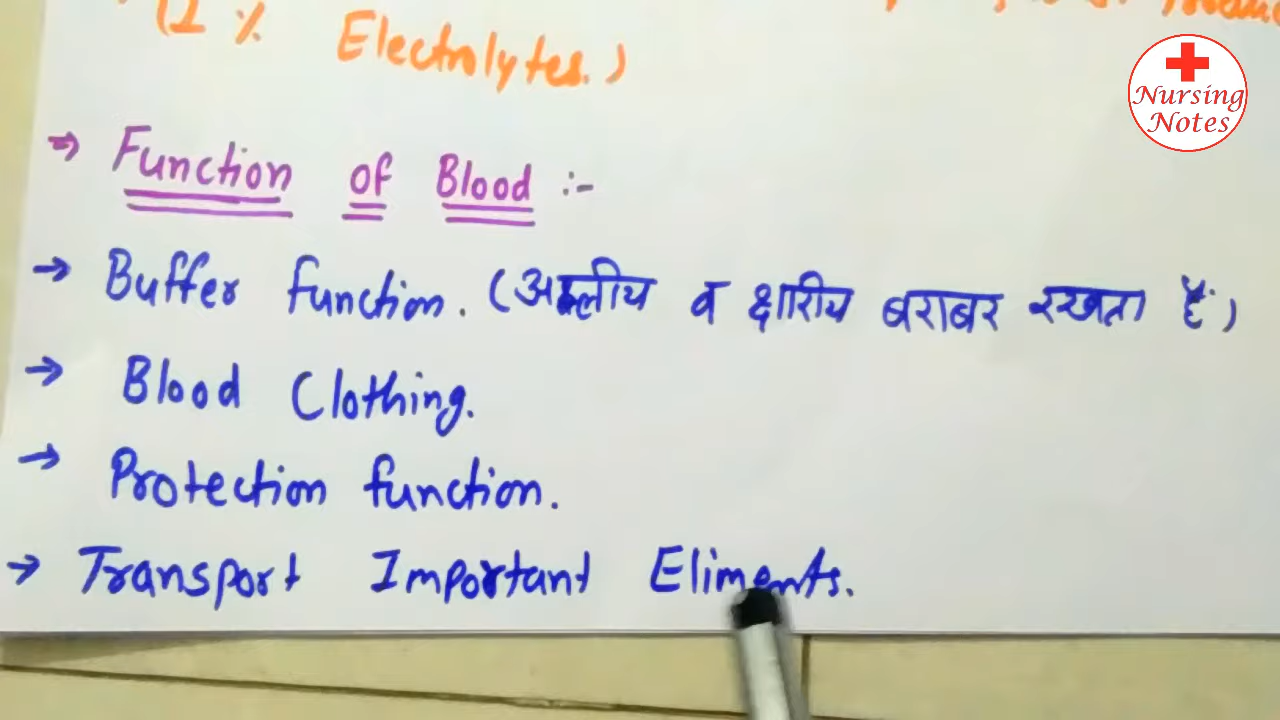 (1 % Electrolytes.)
Nursing
Notes
⇒ Function of Blood :-
→ Buffer function. (अम्लीय व क्षारीय बराबर रखता हैं)
→ Blood Clothing.
→ Protection function.
→ Transport Important Eliments.